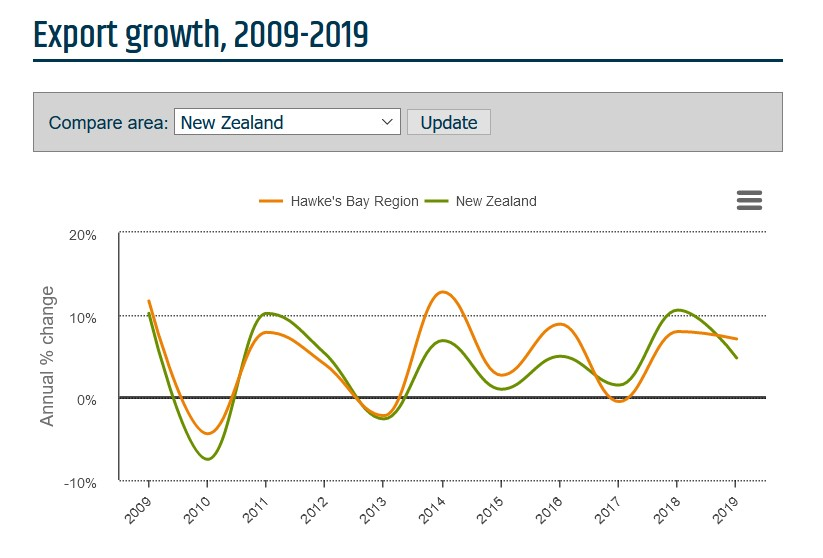 Export growth, 2009-2019
Compare area: New Zealand Update
Hawke's Bay Region New Zealand
20%
10%
0%
-10%
Annual % change
2009 2010 2011 2012 2013 2014 2015 2016 2017 2018 2019